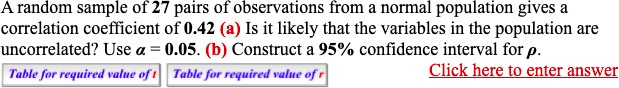 A random sample of 27 pairs of observations from a normal population gives a
correlation coefficient of 0.42 (a) Is it likely that the variables in the population are
uncorrelated? Use α = 0.05. (b) Construct a 95% confidence interval for ρ.
Table for required value of t Table for required value of r Click here to enter answer